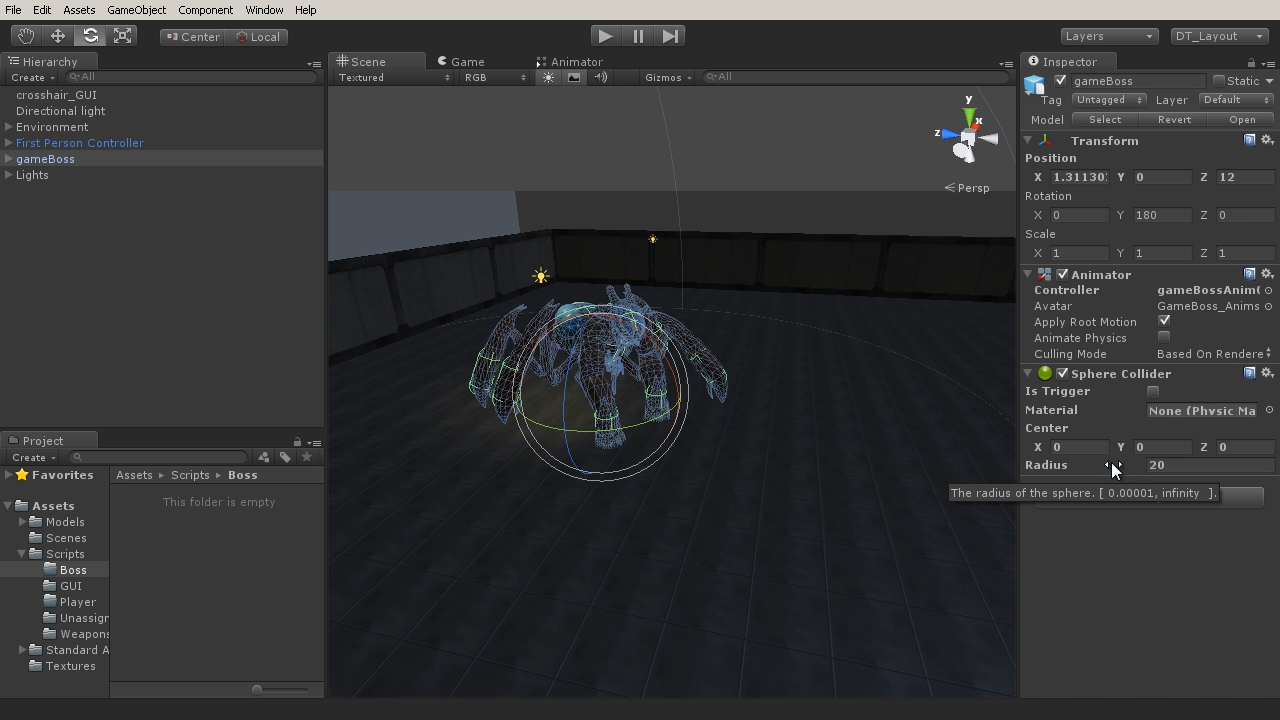 File Edit Assets GameObject Component Window Help
Center Local Layers DT_Layout
Hierarchy
Create All
crosshair_GUI
Directional light
Environment
First Person Controller
gameBoss
Lights
Scene Game Animator
Textured RGB Gizmos All
y
x
z
Persp
Project
Create
Favorites
Assets
Models
Scenes
Scripts
Boss
GUI
Player
Unassigr
Weapons
Standard A
Textures
Assets Scripts Boss
This folder is empty
Inspector
gameBoss Static
Tag Untagged Layer Default
Model Select Revert Open
Transform
Position
X 1.31130 Y 0 Z 12
Rotation
X 0 Y 180 Z 0
Scale
X 1 Y 1 Z 1
Animator
Controller gameBossAnim(
Avatar GameBoss_Anims
Apply Root Motion
Animate Physics
Culling Mode Based On Rendere
Sphere Collider
Is Trigger
Material None (Physic Ma
Center
X 0 Y 0 Z 0
Radius 20
The radius of the sphere. [ 0.00001, infinity ].